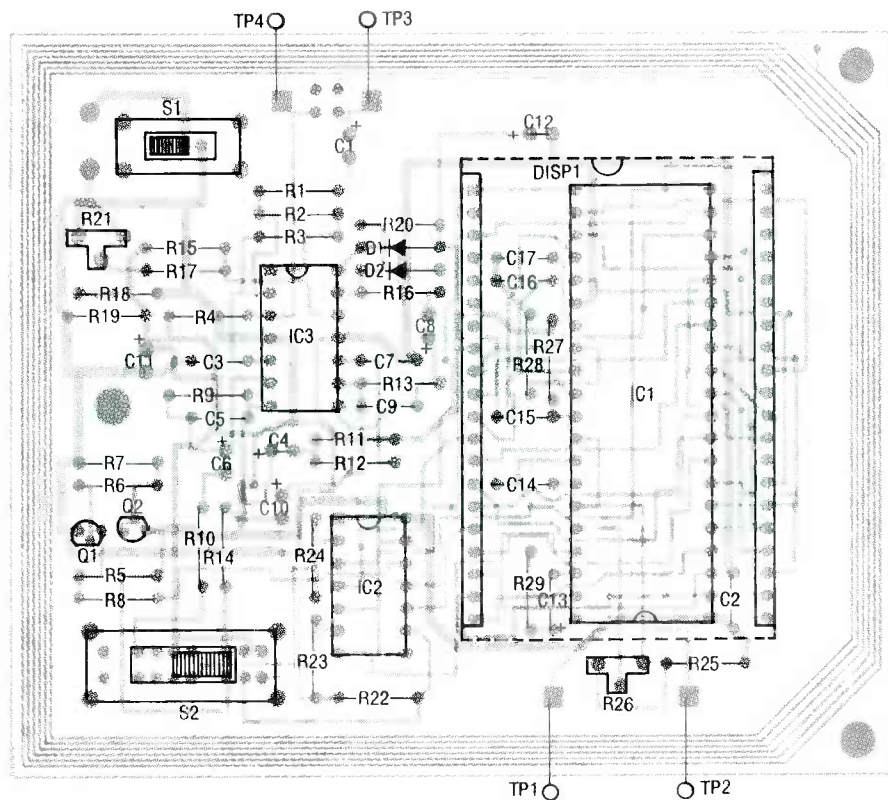 TP4
TP3
S1
C1
C12
DISP1
R1
R2
R3
R21
R20
R15
D1
R17
D2
C17
C16
R18
R16
R19
R4
IC3
C8
R27
C11
C3
C7
R28
R13
R9
IC1
C9
C5
C15
R11
C4
R7
C6
R12
R6
C14
C10
Q2
R10
R14
R24
Q1
R5
IC2
R29
R8
C13
C2
R23
R25
S2
R22
R26
TP1
TP2